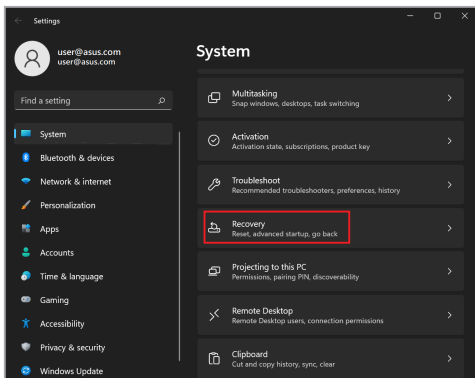 Settings
user@asus.com
user@asus.com
Find a setting
System
Bluetooth & devices
Network & internet
Personalization
Apps
Accounts
Time & language
Gaming
Accessibility
Privacy & security
Windows Update
System
Multitasking
Snap windows, desktops, task switching
Activation
Activation state, subscriptions, product key
Troubleshoot
Recommended troubleshooters, preferences, history
Recovery
Reset, advanced startup, go back
Projecting to this PC
Permissions, pairing PIN, discoverability
Remote Desktop
Remote Desktop users, connection permissions
Clipboard
Cut and copy history, sync, clear